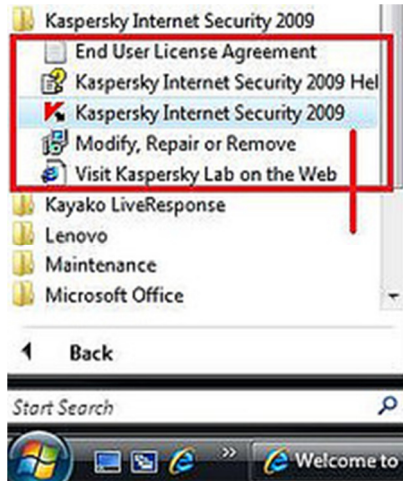 Kaspersky Internet Security 2009
End User License Agreement
Kaspersky Internet Security 2009 Hel
Kaspersky Internet Security 2009
Modify, Repair or Remove
Visit Kaspersky Lab on the Web
Kayako LiveResponse
Lenovo
Maintenance
Microsoft Office
Back
Start Search
» Welcome to